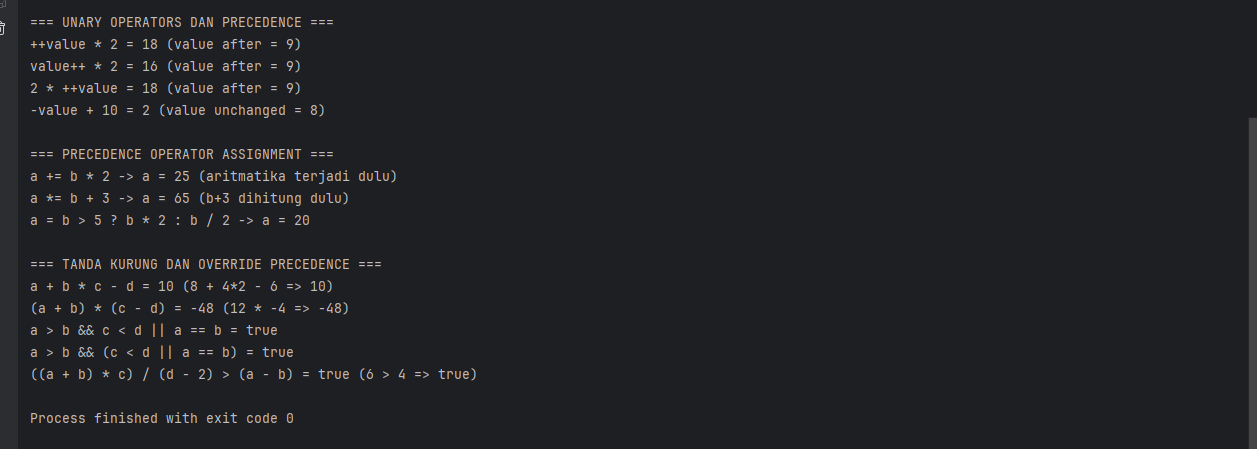 === UNARY OPERATORS DAN PRECEDENCE ===
++value * 2 = 18 (value after = 9)
value++ * 2 = 16 (value after = 9)
2 * ++value = 18 (value after = 9)
-value + 10 = 2 (value unchanged = 8)
=== PRECEDENCE OPERATOR ASSIGNMENT ===
a += b * 2 -> a = 25 (aritmatika terjadi dulu)
a *= b + 3 -> a = 65 (b+3 dihitung dulu)
a = b > 5 ? b * 2 : b / 2 -> a = 20
=== TANDA KURUNG DAN OVERRIDE PRECEDENCE ===
a + b * c - d = 10 (8 + 4*2 - 6 => 10)
(a + b) * (c - d) = -48 (12 * -4 => -48)
a > b && c < d || a == b = true
a > b && (c < d || a == b) = true
((a + b) * c) / (d - 2) > (a - b) = true (6 > 4 => true)
Process finished with exit code 0